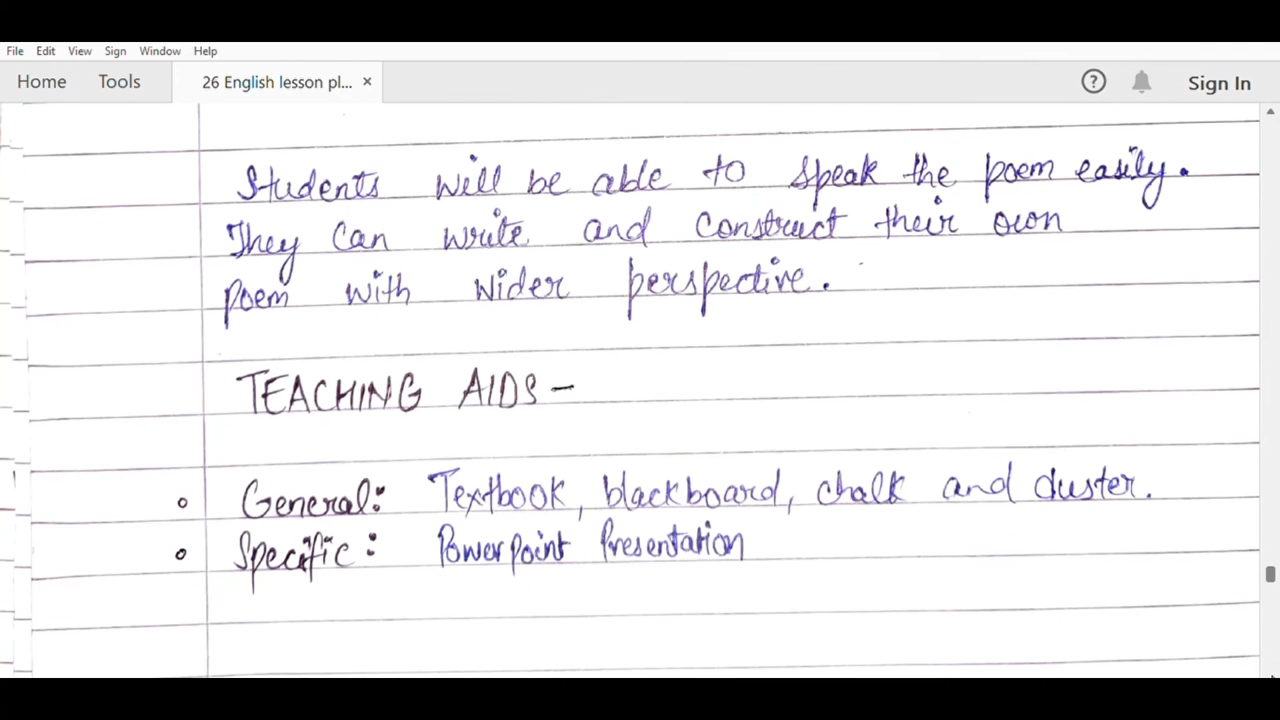 File Edit View Sign Window Help
Home Tools 26 English lesson pl... × Sign In
Students will be able to speak the poem easily.
They can write and construct their own
poem with wider perspective.
TEACHING AIDS -
• General: Textbook, blackboard, chalk and duster.
• Specific: PowerPoint Presentation